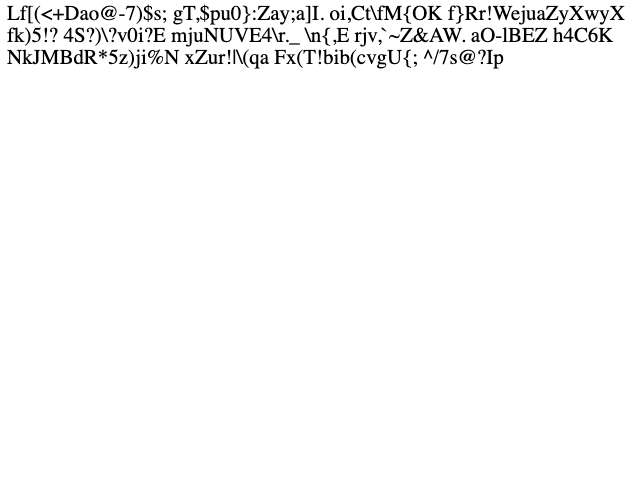 Lf[(<+Dao@-7)$s; gT,$pu0}:Zay;a]I. oi,Ct\fM{OK f}Rr!WejuaZyXwyX
fk)5!? 4S?)\?v0i?E mjuNUVE4\r._ \n{,E rjv,`~Z&AW. aO-lBEZ h4C6K
NkJMBdR*5z)ji%N xZur!|\(qa Fx(T!bib(cvgU{; ^/7s@?Ip